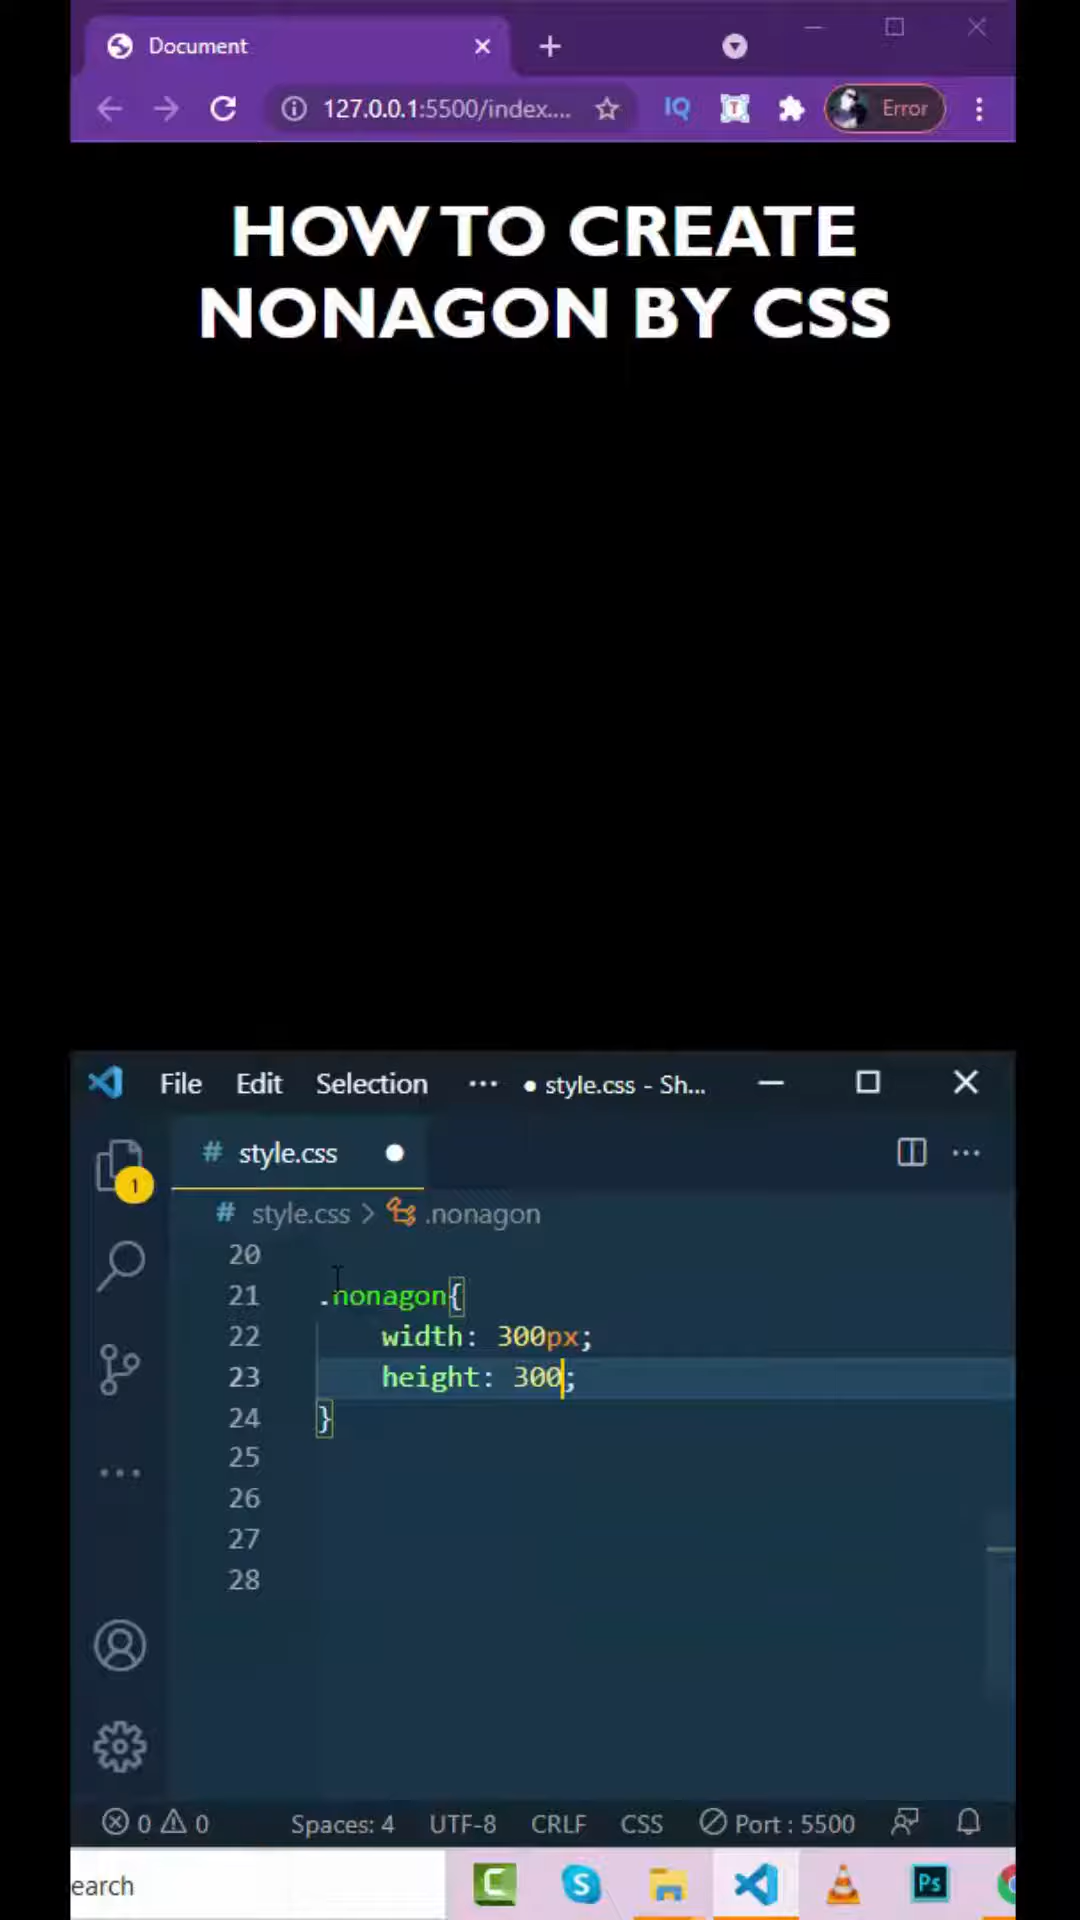 Document
127.0.0.1:5500/index....
IQ
T
Error
HOW TO CREATE
NONAGON BY CSS
File Edit Selection ··· ● style.css - Sh...
# style.css
1
# style.css > .nonagon
20
21 .nonagon{
22 width: 300px;
23 height: 300;
24 }
25
26
27
28
0 0 Spaces: 4 UTF-8 CRLF CSS Port : 5500
earch
C
S
Ps